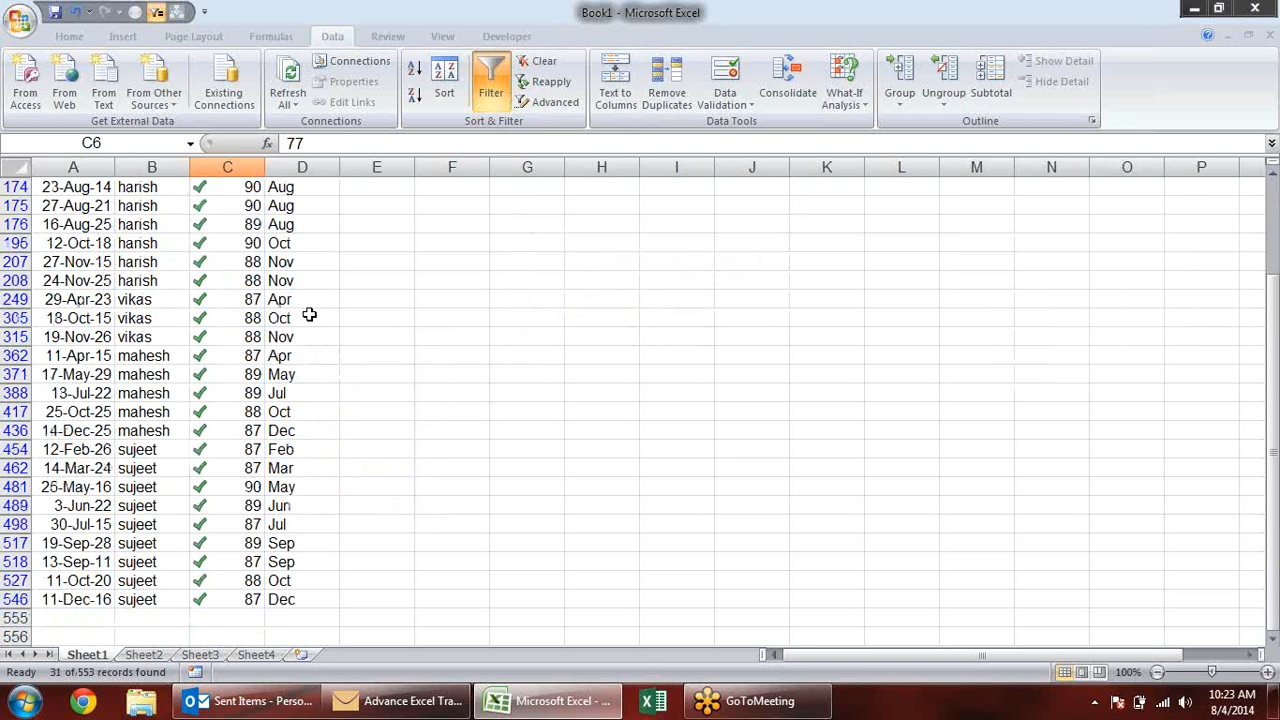 Book1 - Microsoft Excel
Home Insert Page Layout Formulas Data Review View Developer
From Access From Web From Text From Other Sources Existing Connections Get External Data
Refresh All Connections Properties Edit Links Connections
Sort Filter Clear Reapply Advanced Sort & Filter
Text to Columns Remove Duplicates Data Validation Consolidate What-If Analysis Data Tools
Group Ungroup Subtotal Show Detail Hide Detail Outline
C6 fx 77
A B C D E F G H I J K L M N O P
174 23-Aug-14 harish 90 Aug
175 27-Aug-21 harish 90 Aug
176 16-Aug-25 harish 89 Aug
196 12-Oct-18 harish 90 Oct
207 27-Nov-15 harish 88 Nov
208 24-Nov-25 harish 88 Nov
249 29-Apr-23 vikas 87 Apr
305 18-Oct-15 vikas 88 Oct
315 19-Nov-26 vikas 88 Nov
362 11-Apr-15 mahesh 87 Apr
371 17-May-29 mahesh 89 May
388 13-Jul-22 mahesh 89 Jul
417 25-Oct-25 mahesh 88 Oct
436 14-Dec-25 mahesh 87 Dec
454 12-Feb-26 sujeet 87 Feb
462 14-Mar-24 sujeet 87 Mar
481 26-May-16 sujeet 90 May
489 3-Jun-22 sujeet 89 Jun
498 30-Jul-15 sujeet 87 Jul
517 19-Sep-28 sujeet 89 Sep
518 13-Sep-11 sujeet 87 Sep
527 11-Oct-20 sujeet 88 Oct
546 11-Dec-16 sujeet 87 Dec
555
556
Sheet1 Sheet2 Sheet3 Sheet4
Ready 31 of 553 records found 100%
Sent Items - Perso... Advance Excel Tra... Microsoft Excel - ... GoToMeeting
10:23 AM
8/4/2014